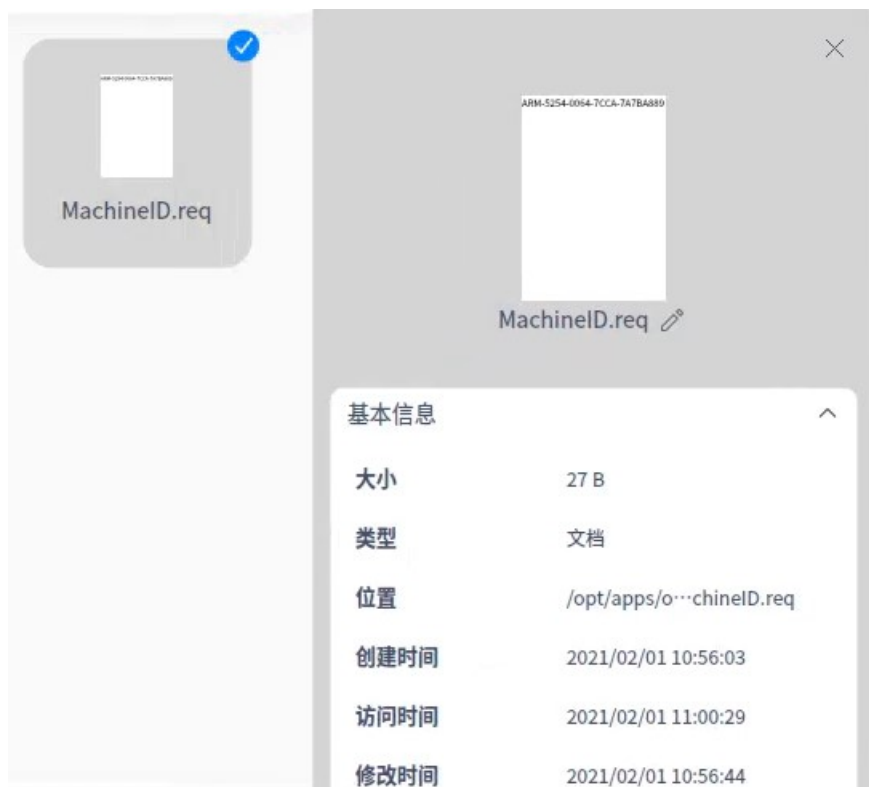 MachineID.req
ARM-5254-0064-7CCA-7A7BA889
MachineID.req
基本信息
大小 27 B
类型 文档
位置 /opt/apps/o···chineID.req
创建时间 2021/02/01 10:56:03
访问时间 2021/02/01 11:00:29
修改时间 2021/02/01 10:56:44